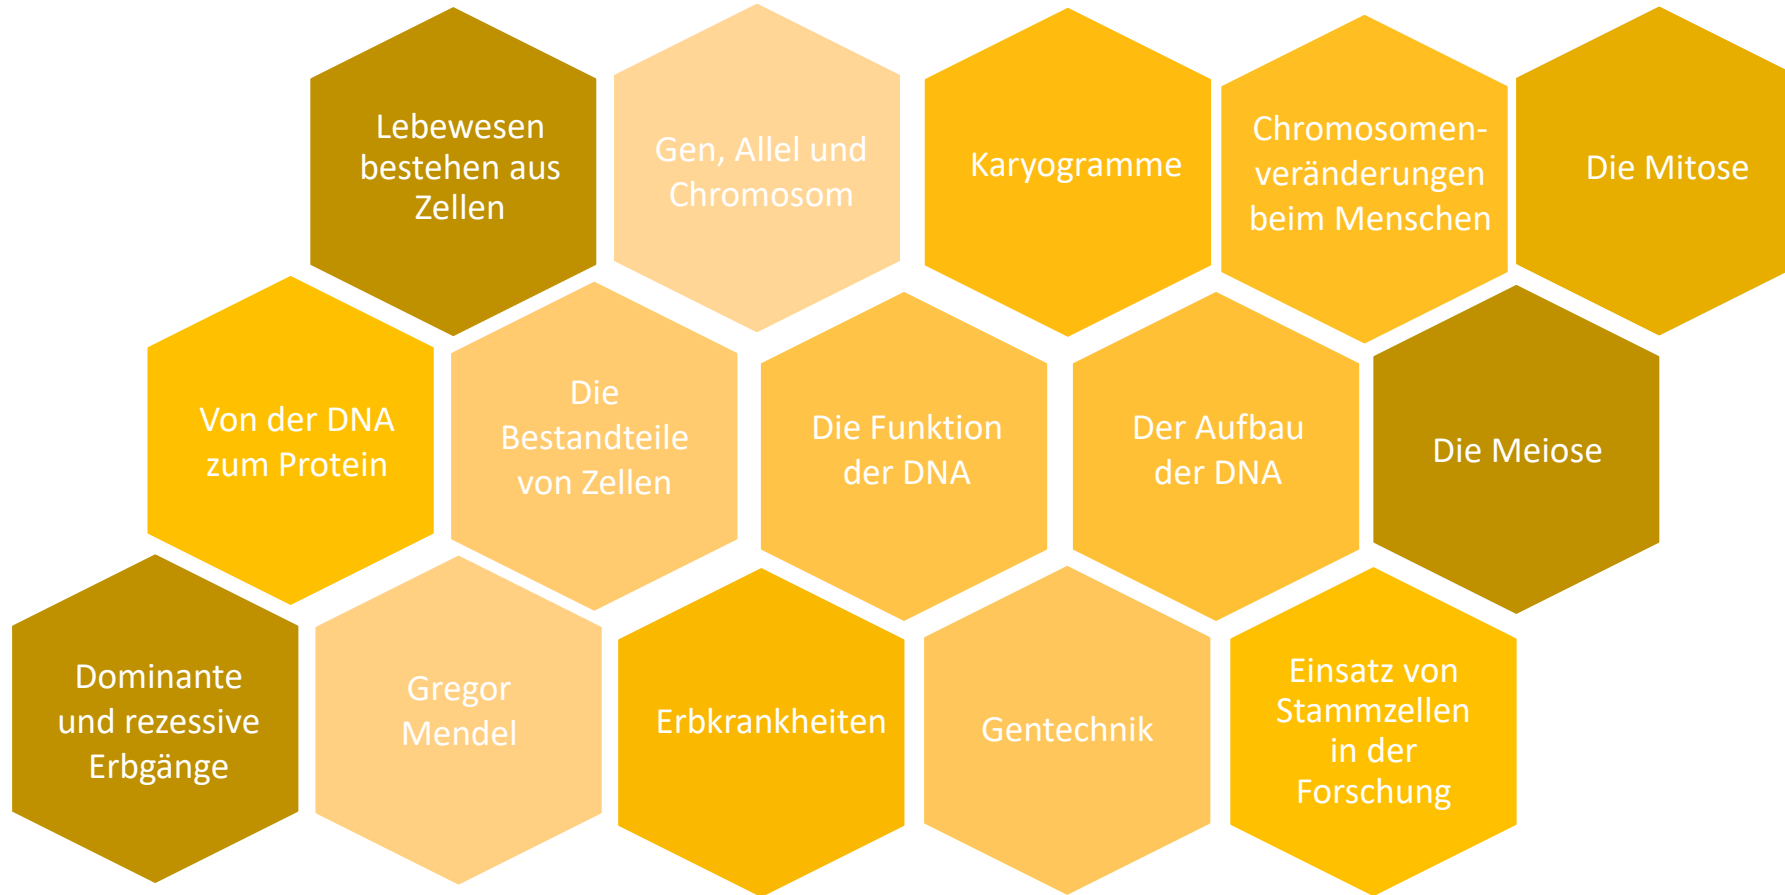 Lebewesen
bestehen aus
Zellen
Gen, Allel und
Chromosom
Karyogramme
Chromosomen-
veränderungen
beim Menschen
Die Mitose
Von der DNA
zum Protein
Die
Bestandteile
von Zellen
Die Funktion
der DNA
Der Aufbau
der DNA
Die Meiose
Dominante
und rezessive
Erbgänge
Gregor
Mendel
Erbkrankheiten
Gentechnik
Einsatz von
Stammzellen
in der
Forschung